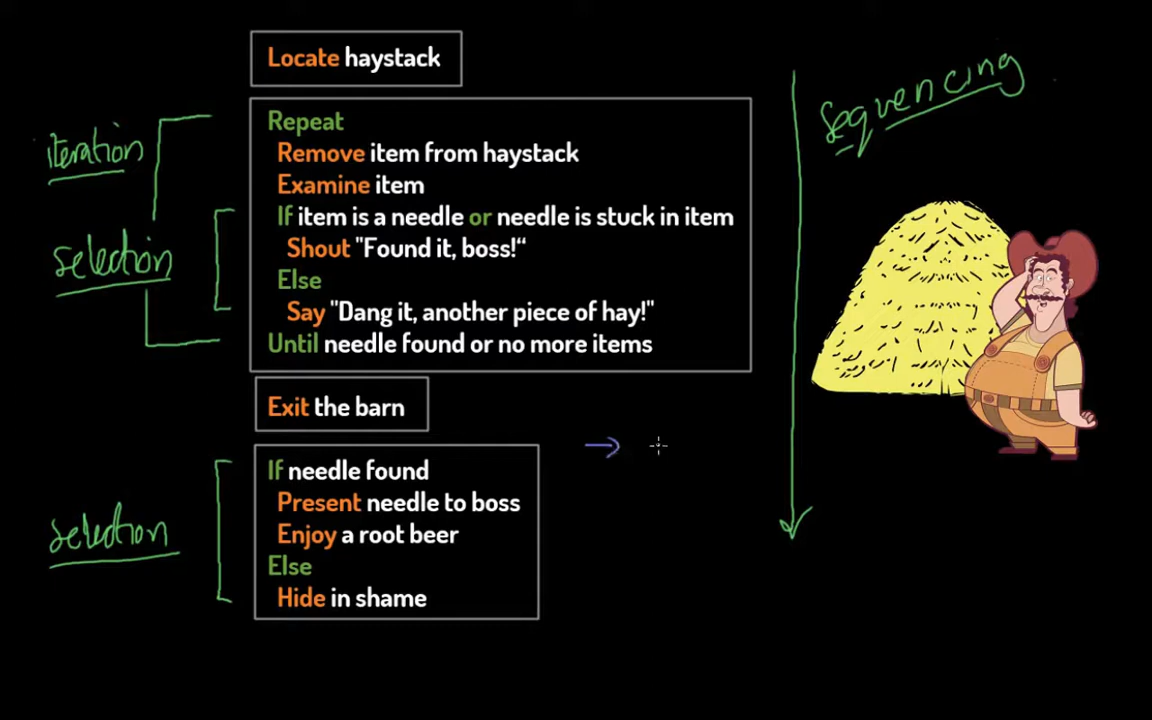 Locate haystack
sequencing
iteration
Repeat
Remove item from haystack
Examine item
If item is a needle or needle is stuck in item
selection
Shout "Found it, boss!“
Else
Say "Dang it, another piece of hay!"
Until needle found or no more items
Exit the barn
If needle found
Present needle to boss
selection
Enjoy a root beer
Else
Hide in shame